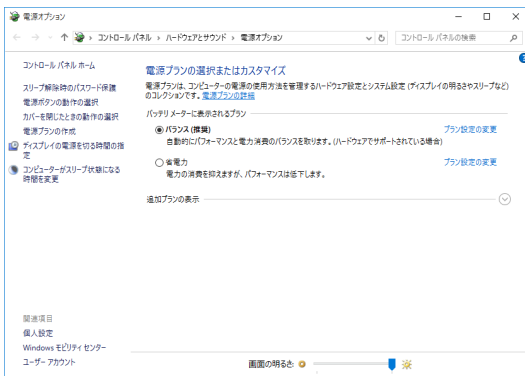 電源オプション
コントロール パネル › ハードウェアとサウンド › 電源オプション
コントロール パネルの検索
コントロール パネル ホーム
スリープ解除時のパスワード保護
電源ボタンの動作の選択
カバーを閉じたときの動作の選択
電源プランの作成
ディスプレイの電源を切る時間の指
定
コンピューターがスリープ状態になる
時間を変更
電源プランの選択またはカスタマイズ
電源プランは、コンピューターの電源の使用方法を管理するハードウェア設定とシステム設定 (ディスプレイの明るさやスリープなど)
のコレクションです。電源プランの詳細
バッテリ メーターに表示されるプラン
バランス (推奨) プラン設定の変更
自動的にパフォーマンスと電力消費のバランスを取ります。(ハードウェアでサポートされている場合)
省電力 プラン設定の変更
電力の消費を抑えますが、パフォーマンスは低下します。
追加プランの表示
関連項目
個人設定
Windows モビリティ センター
ユーザー アカウント
画面の明るさ: